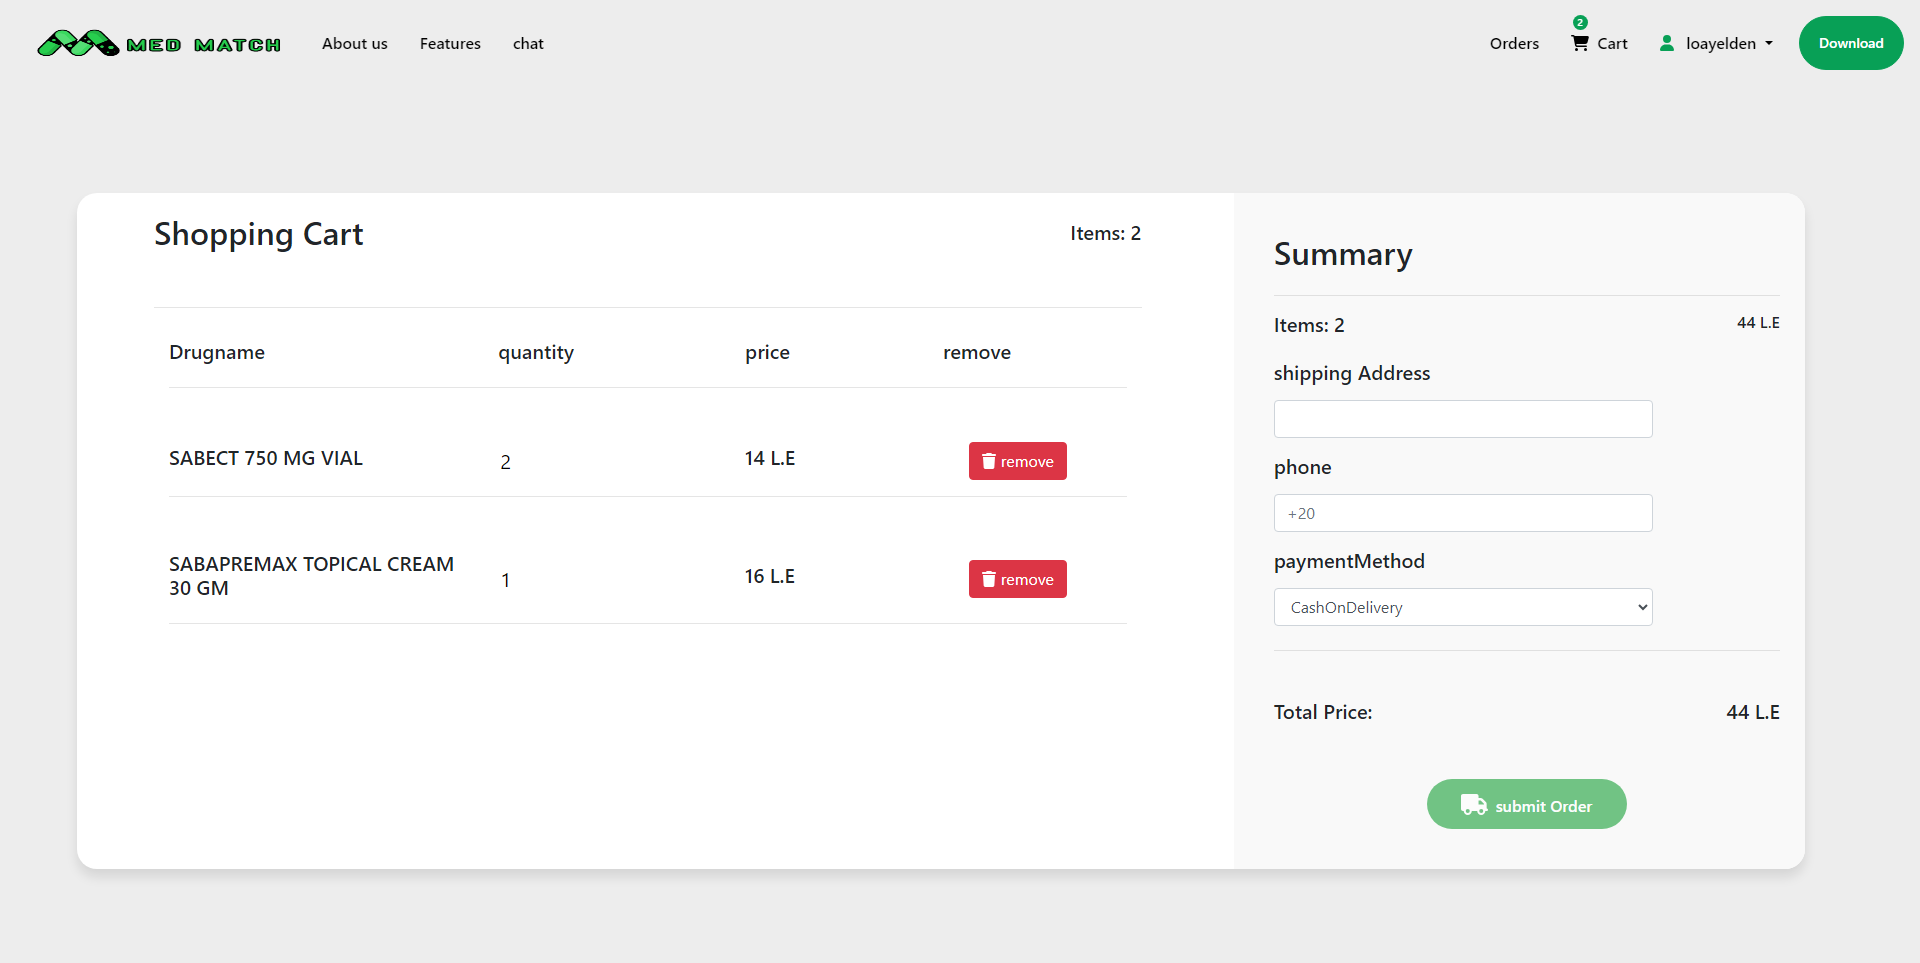 MED MATCH
About us
Features
chat
Orders
2
Cart
loayelden
Download
Shopping Cart
Items: 2
Drugname quantity price remove
SABECT 750 MG VIAL 2 14 L.E remove
SABAPREMAX TOPICAL CREAM
30 GM 1 16 L.E remove
Summary
Items: 2 44 L.E
shipping Address
phone
+20
paymentMethod
CashOnDelivery
Total Price: 44 L.E
submit Order